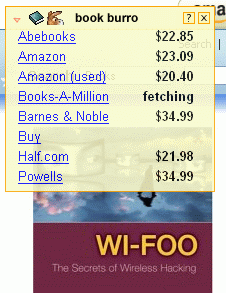 book burro ? x
Abebooks $22.85
Amazon $23.09
Amazon (used) $20.40
Books-A-Million fetching
Barnes & Noble $34.99
Buy
Half.com $21.98
Powells $34.99
search |
WI-FOO
The Secrets of Wireless Hacking